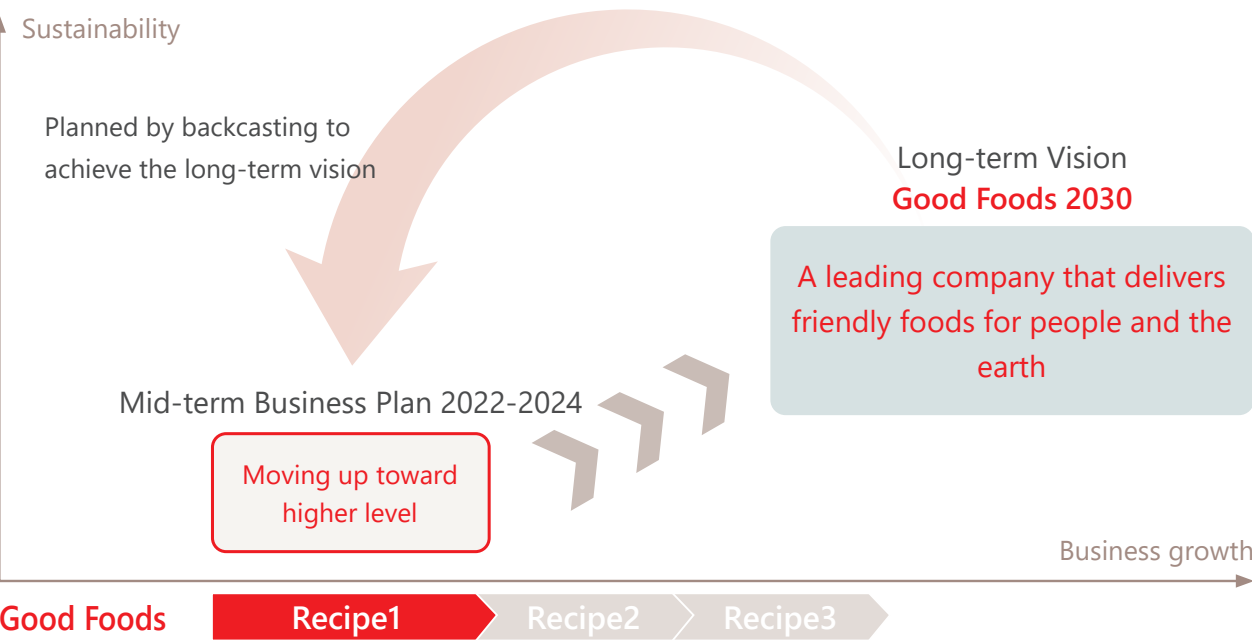 Sustainability
Planned by backcasting to
achieve the long-term vision
Long-term Vision
Good Foods 2030
A leading company that delivers
friendly foods for people and the
earth
Mid-term Business Plan 2022-2024
Moving up toward
higher level
Business growth
Good Foods
Recipe1
Recipe2
Recipe3